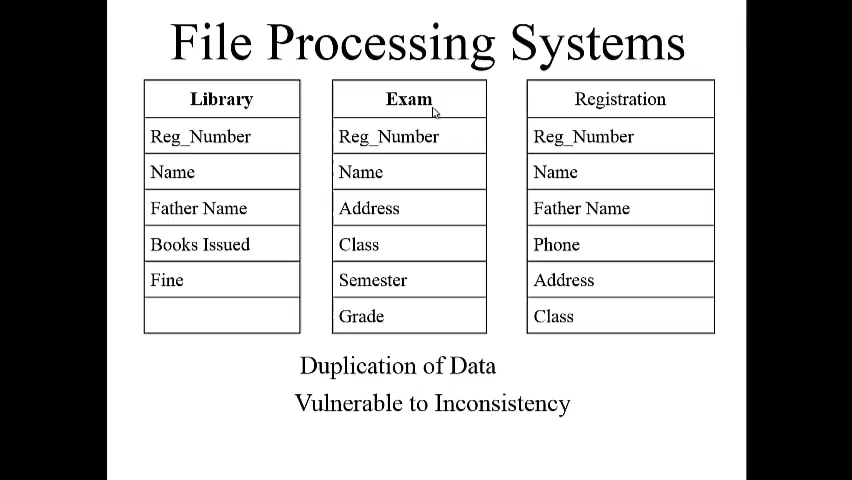 File Processing Systems
Library
Reg_Number
Name
Father Name
Books Issued
Fine
Exam
Reg_Number
Name
Address
Class
Semester
Grade
Registration
Reg_Number
Name
Father Name
Phone
Address
Class
Duplication of Data
Vulnerable to Inconsistency